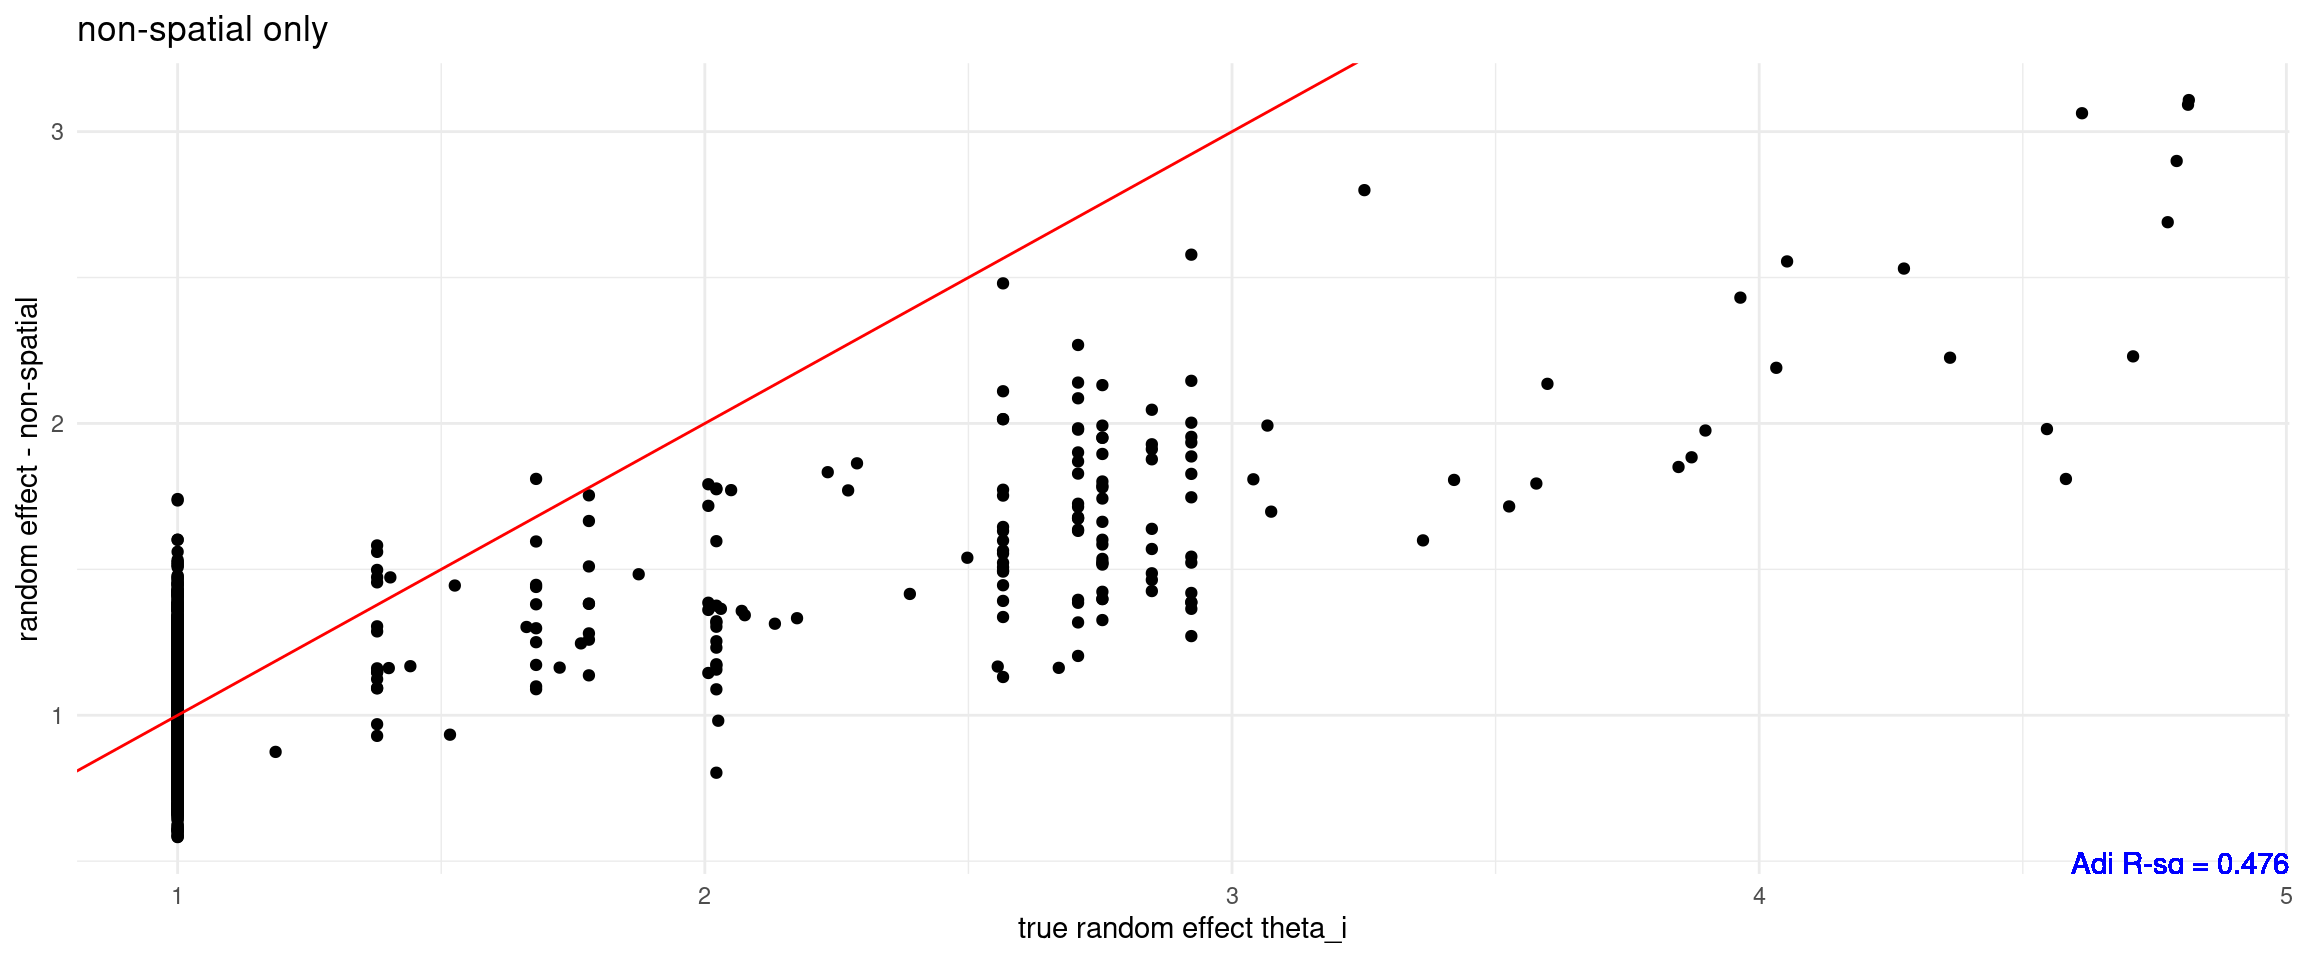 non-spatial only
random effect - non-spatial
3
2
1
Adj R-sq = 0.476
1 2 3 4 5
true random effect theta_i